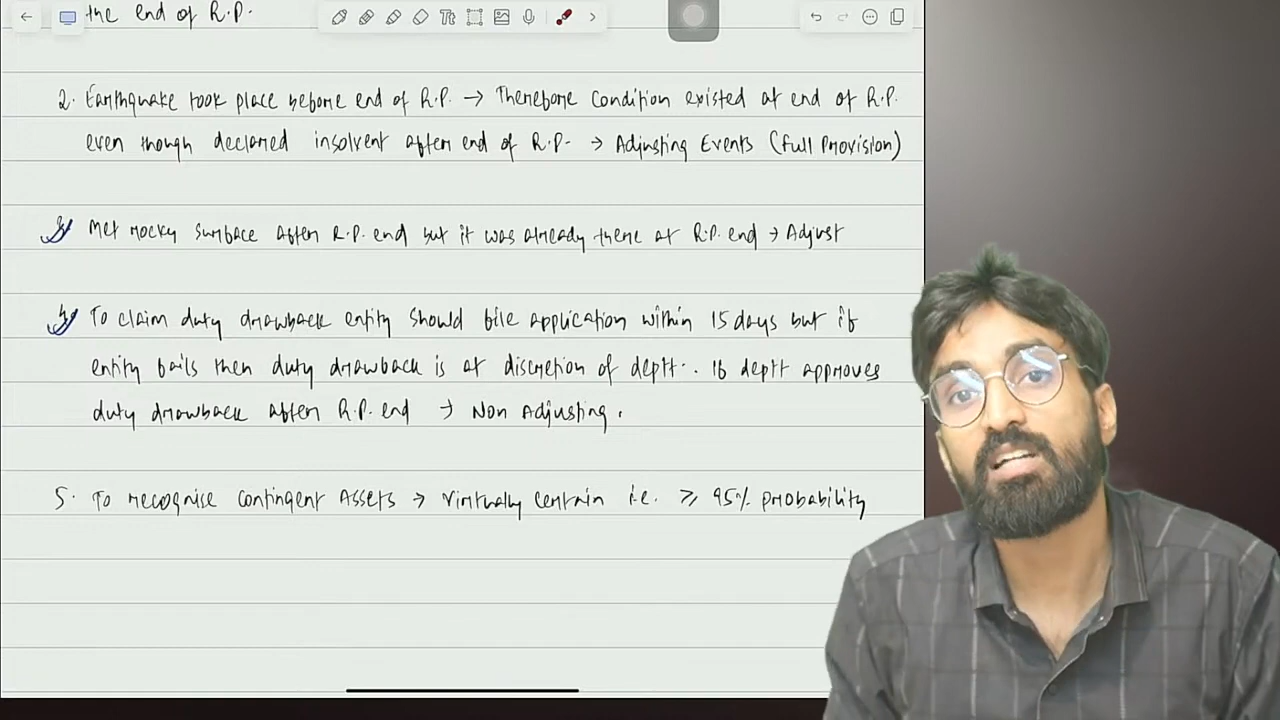 the end of R.P.
2. Earthquake took place before end of R.P. → Therefore Condition existed at end of R.P.
even though declared insolvent after end of R.P. → Adjusting Events (full Provision)
3. Met rocky surface after R.P. end but it was already there at R.P. end → Adjust
4. To claim duty drawback entity should file application within 15 days but if
entity fails then duty drawback is at discretion of deptt.. If deptt approves
duty drawback after R.P. end → Non Adjusting.
5. To recognise contingent Assets → Virtually Certain i.e. ≥ 95% probability